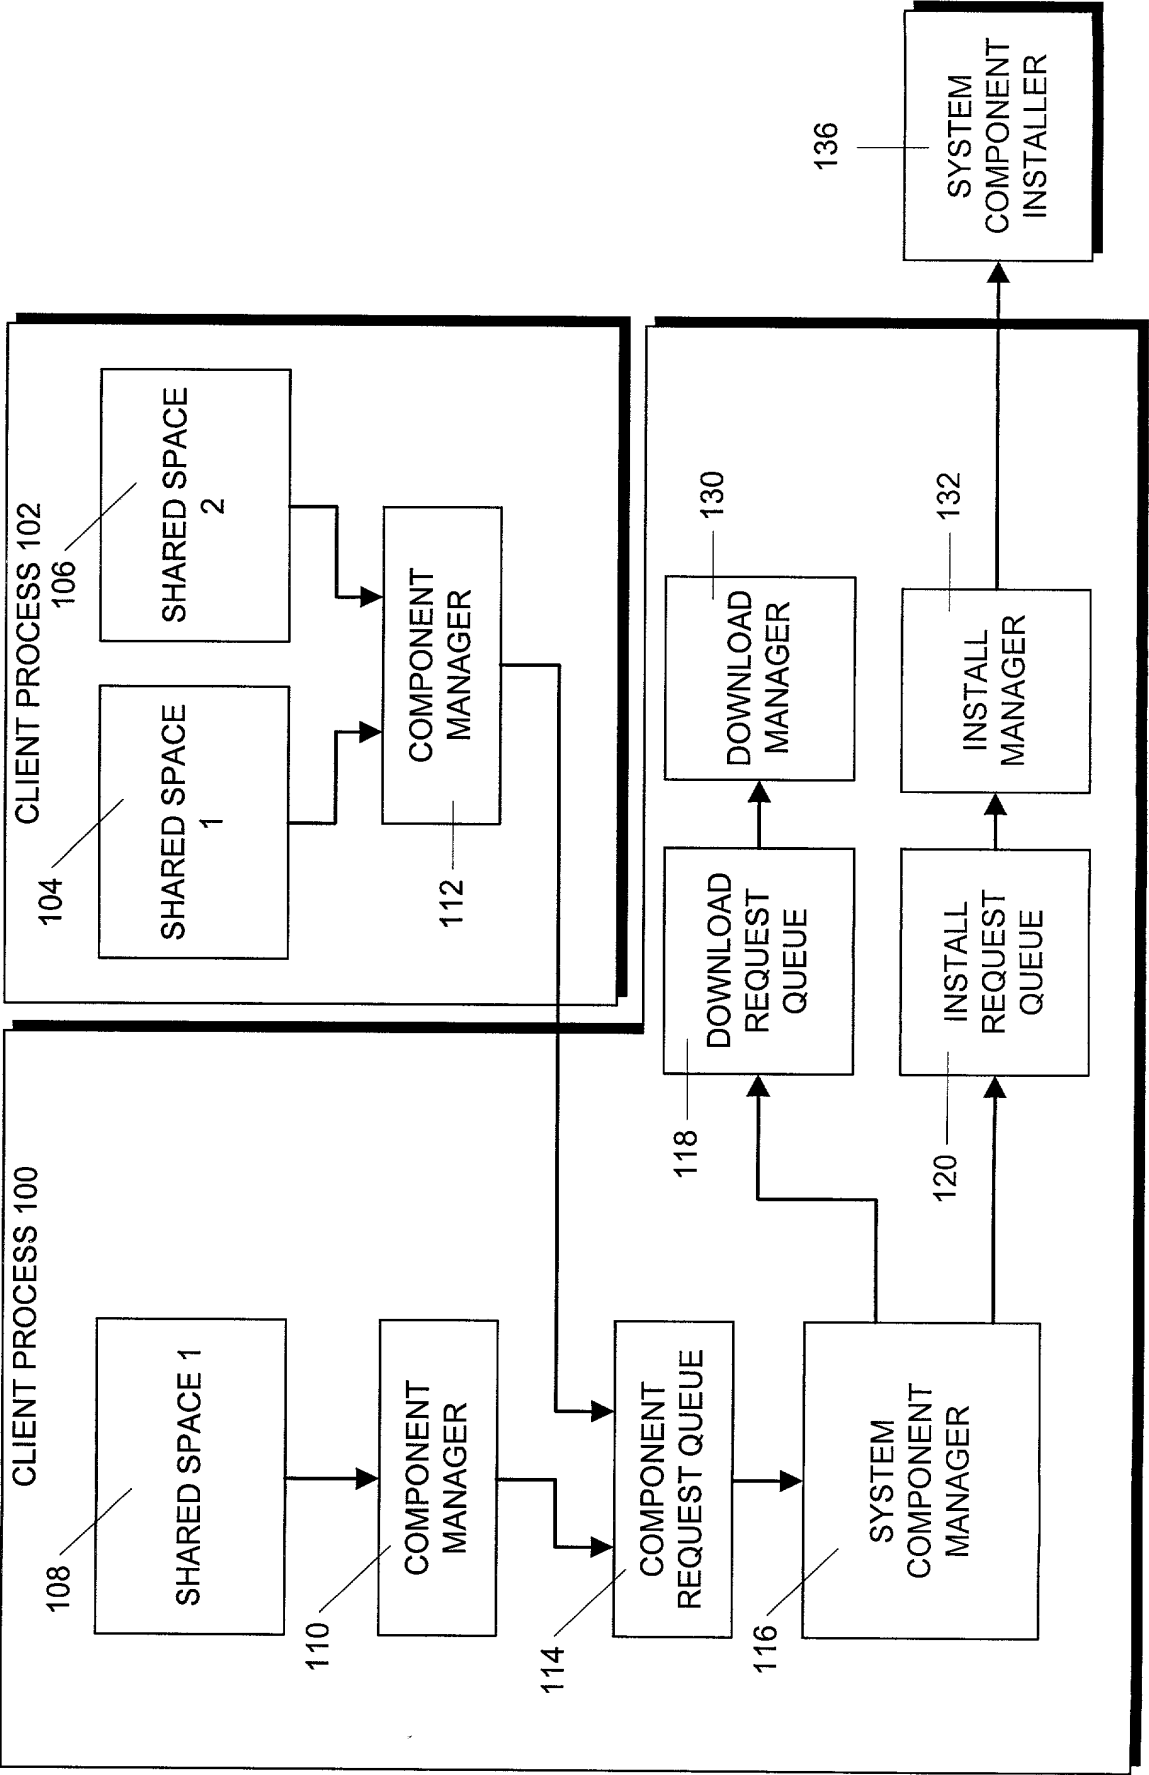 CLIENT PROCESS 100
108
SHARED SPACE 1
110
COMPONENT
MANAGER
114
COMPONENT
REQUEST QUEUE
116
SYSTEM
COMPONENT
MANAGER
CLIENT PROCESS 102
104
SHARED SPACE
1
106
SHARED SPACE
2
112
COMPONENT
MANAGER
118
DOWNLOAD
REQUEST
QUEUE
130
DOWNLOAD
MANAGER
120
INSTALL
REQUEST
QUEUE
132
INSTALL
MANAGER
136
SYSTEM
COMPONENT
INSTALLER